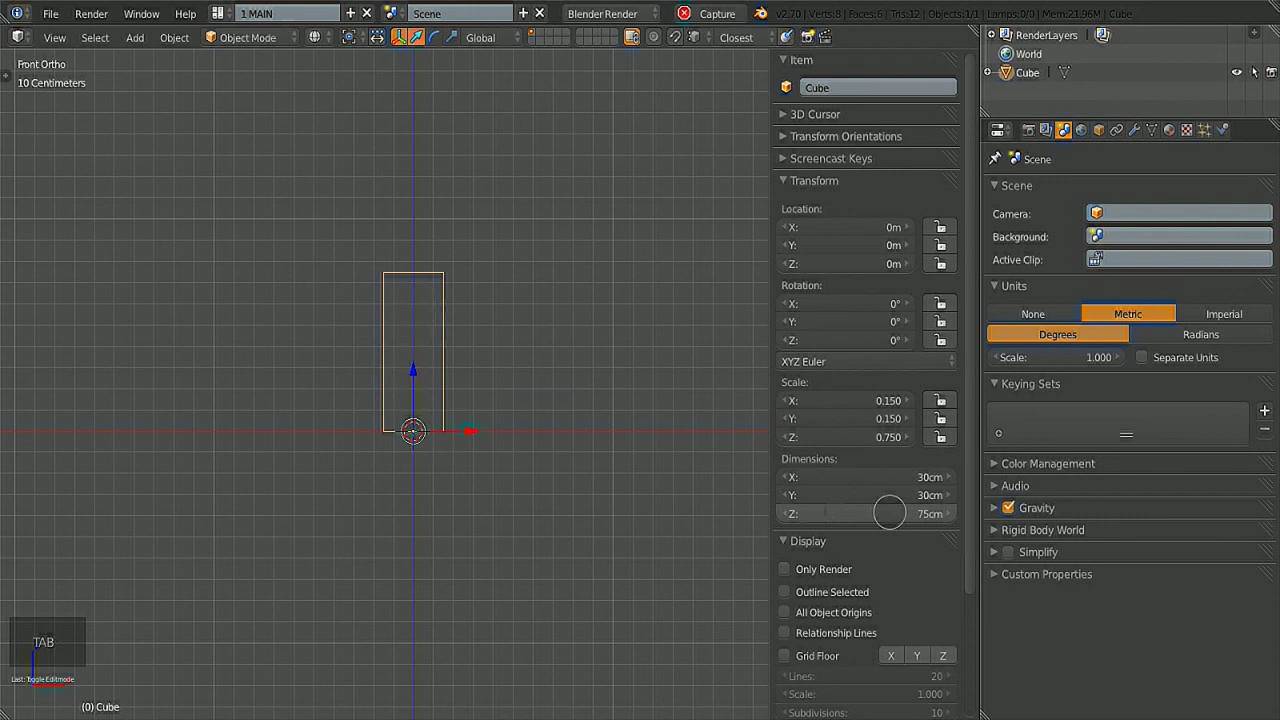 File Render Window Help 1 MAIN Scene Blender Render Capture v2.70 | Verts:8 | Faces:6 | Tris:12 | Objects:1/1 | Lamps:0/0 | Mem:21.96M | Cube
View Select Add Object Object Mode Global Closest
Front Ortho
10 Centimeters
TAB
Last: Toggle Editmode
(0) Cube
Item
Cube
3D Cursor
Transform Orientations
Screencast Keys
Transform
Location:
X: 0m
Y: 0m
Z: 0m
Rotation:
X: 0°
Y: 0°
Z: 0°
XYZ Euler
Scale:
X: 0.150
Y: 0.150
Z: 0.750
Dimensions:
X: 30cm
Y: 30cm
Z: 75cm
Display
Only Render
Outline Selected
All Object Origins
Relationship Lines
Grid Floor X Y Z
Lines: 20
Scale: 1.000
Subdivisions: 10
RenderLayers
World
Cube
Scene
Scene
Camera:
Background:
Active Clip:
Units
None Metric Imperial
Degrees Radians
Scale: 1.000 Separate Units
Keying Sets
Color Management
Audio
Gravity
Rigid Body World
Simplify
Custom Properties